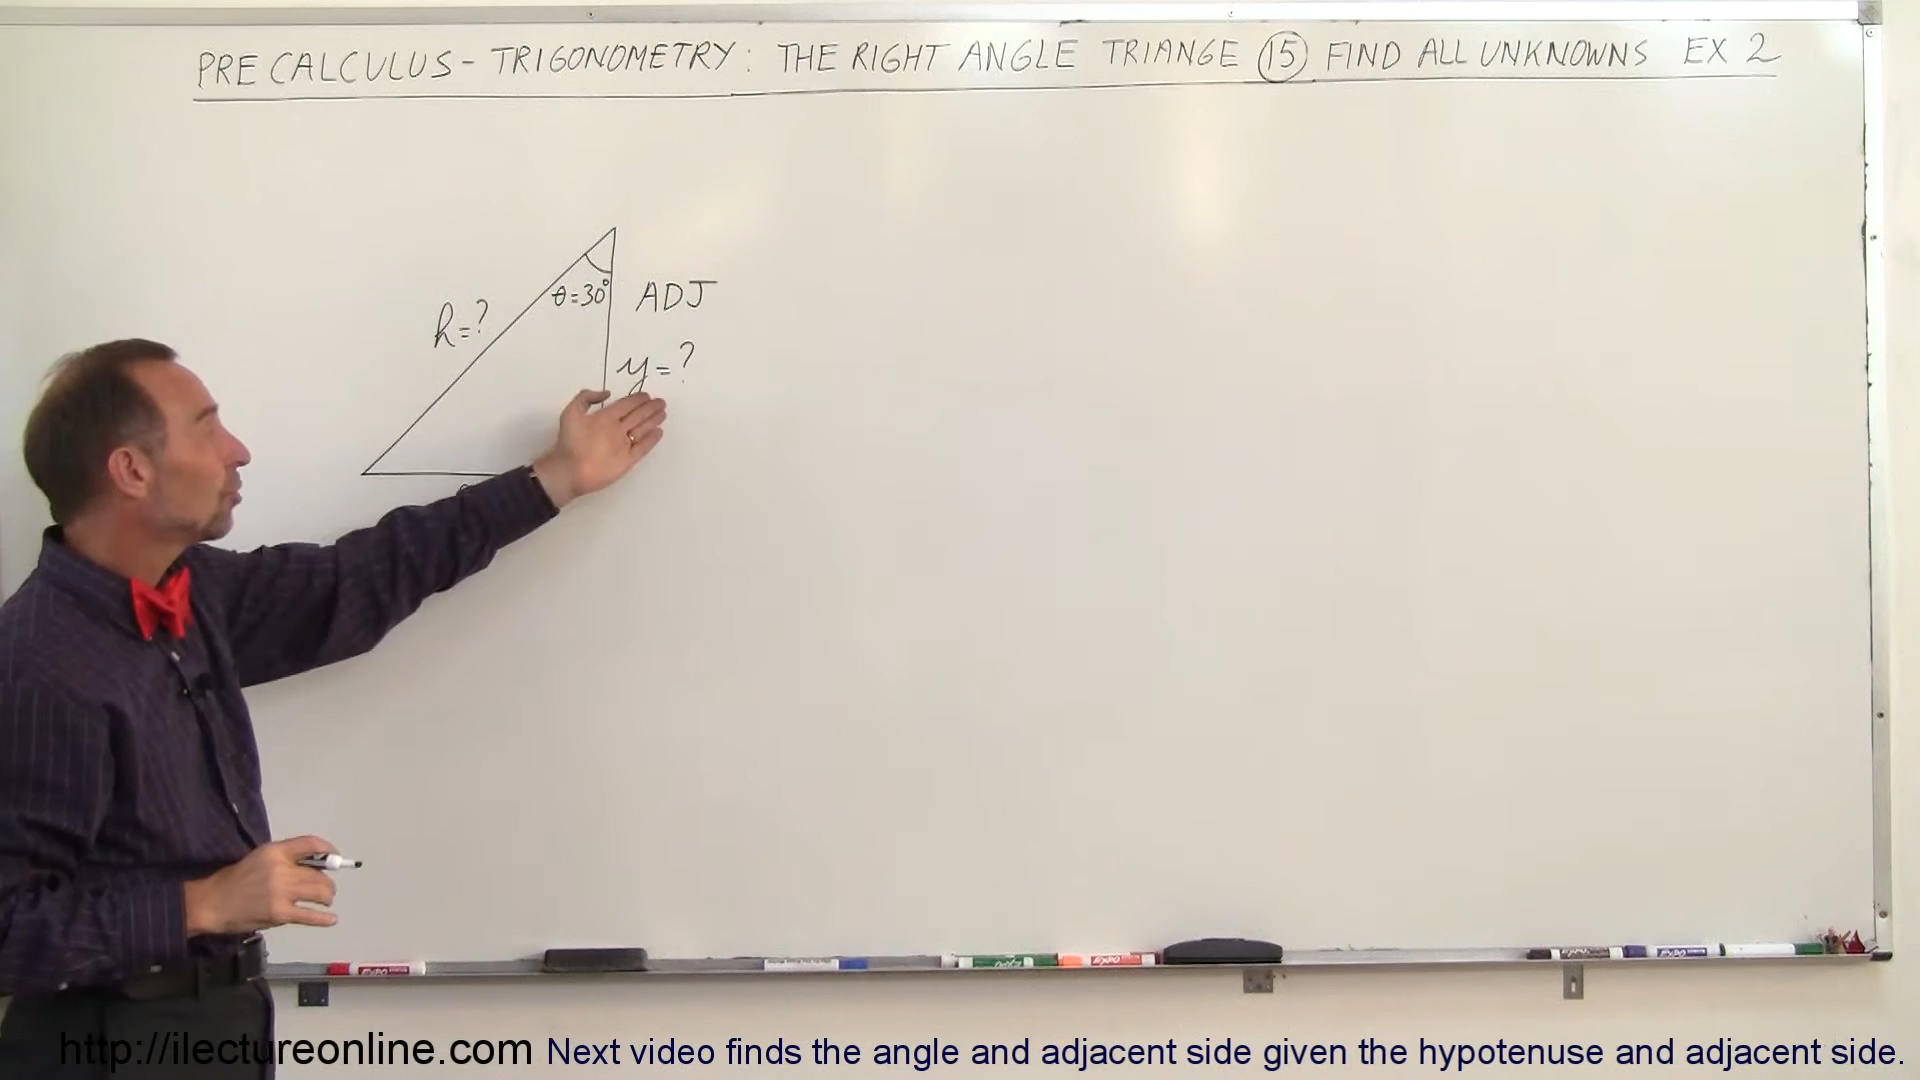 PRE CALCULUS - TRIGONOMETRY: THE RIGHT ANGLE TRIANGE 15 FIND ALL UNKNOWNS EX 2
θ=30°
ADJ
h=?
y=?
http://ilectureonline.com Next video finds the angle and adjacent side given the hypotenuse and adjacent side.